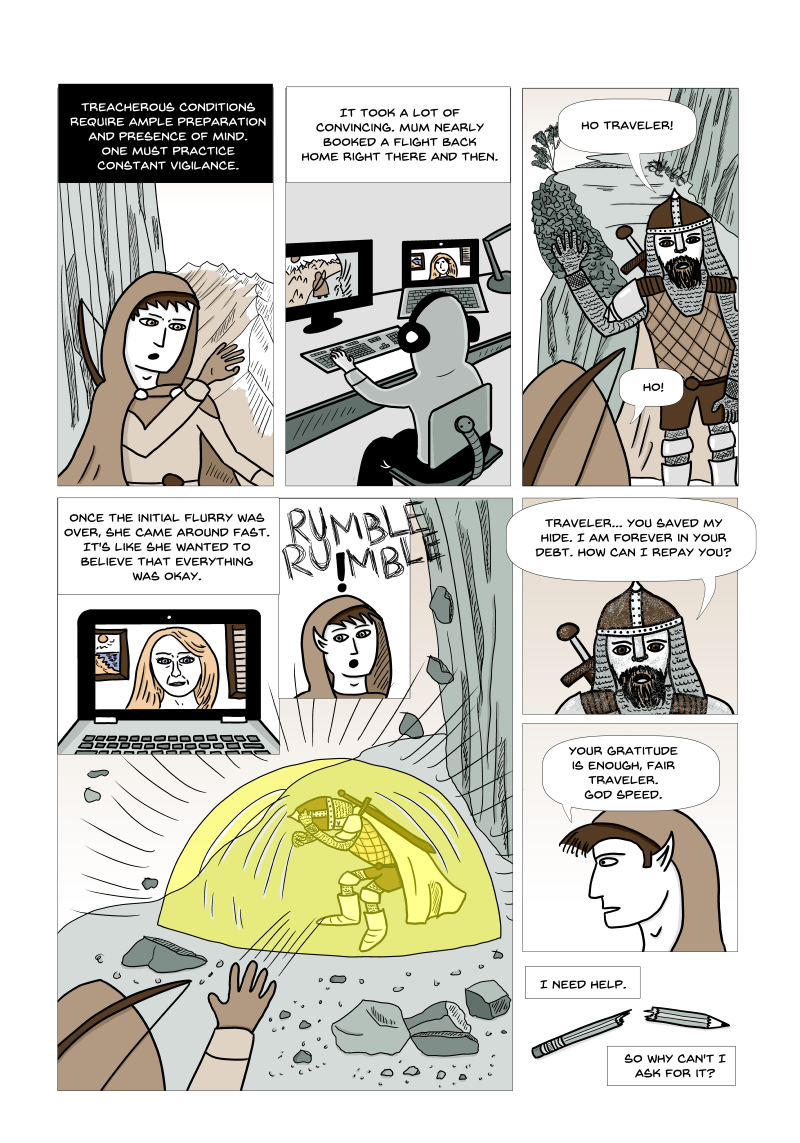 TREACHEROUS CONDITIONS
REQUIRE AMPLE PREPARATION
AND PRESENCE OF MIND.
ONE MUST PRACTICE
CONSTANT VIGILANCE.
IT TOOK A LOT OF
CONVINCING. MUM NEARLY
BOOKED A FLIGHT BACK
HOME RIGHT THERE AND THEN.
HO TRAVELER!
HO!
ONCE THE INITIAL FLURRY WAS
OVER, SHE CAME AROUND FAST.
IT'S LIKE SHE WANTED TO
BELIEVE THAT EVERYTHING
WAS OKAY.
RUMBLE
RUMBLE
!
TRAVELER... YOU SAVED MY
HIDE. I AM FOREVER IN YOUR
DEBT. HOW CAN I REPAY YOU?
YOUR GRATITUDE
IS ENOUGH, FAIR
TRAVELER.
GOD SPEED.
I NEED HELP.
SO WHY CAN'T I
ASK FOR IT?